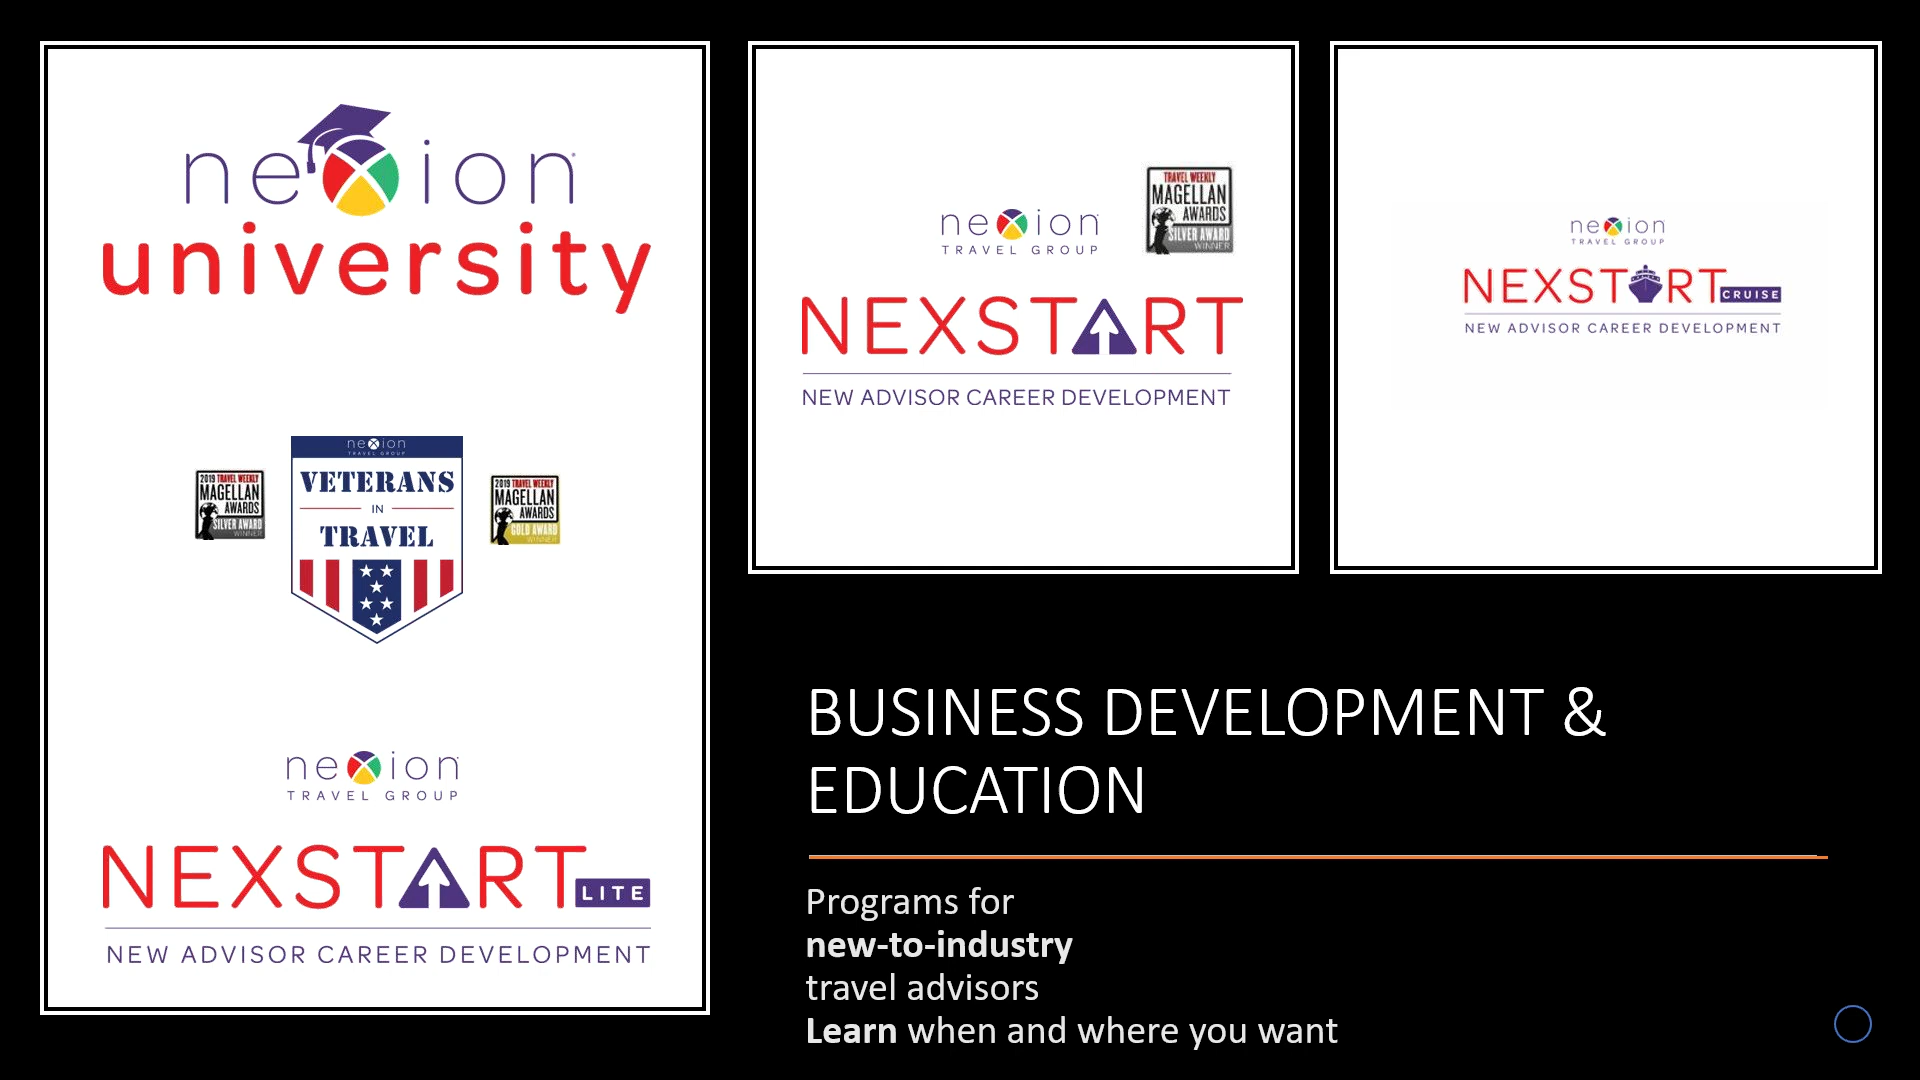 nexion
university
2019 TRAVEL WEEKLY
MAGELLAN
AWARDS
SILVER AWARD
WINNER
nexion
TRAVEL GROUP
VETERANS
IN
TRAVEL
2019 TRAVEL WEEKLY
MAGELLAN
AWARDS
GOLD AWARD
WINNER
nexion
TRAVEL GROUP
NEXSTART LITE
NEW ADVISOR CAREER DEVELOPMENT
nexion
TRAVEL GROUP
TRAVEL WEEKLY
MAGELLAN
AWARDS
SILVER AWARD
WINNER
NEXSTART
NEW ADVISOR CAREER DEVELOPMENT
nexion
TRAVEL GROUP
NEXSTART CRUISE
NEW ADVISOR CAREER DEVELOPMENT
BUSINESS DEVELOPMENT &
EDUCATION
Programs for
new-to-industry
travel advisors
Learn when and where you want